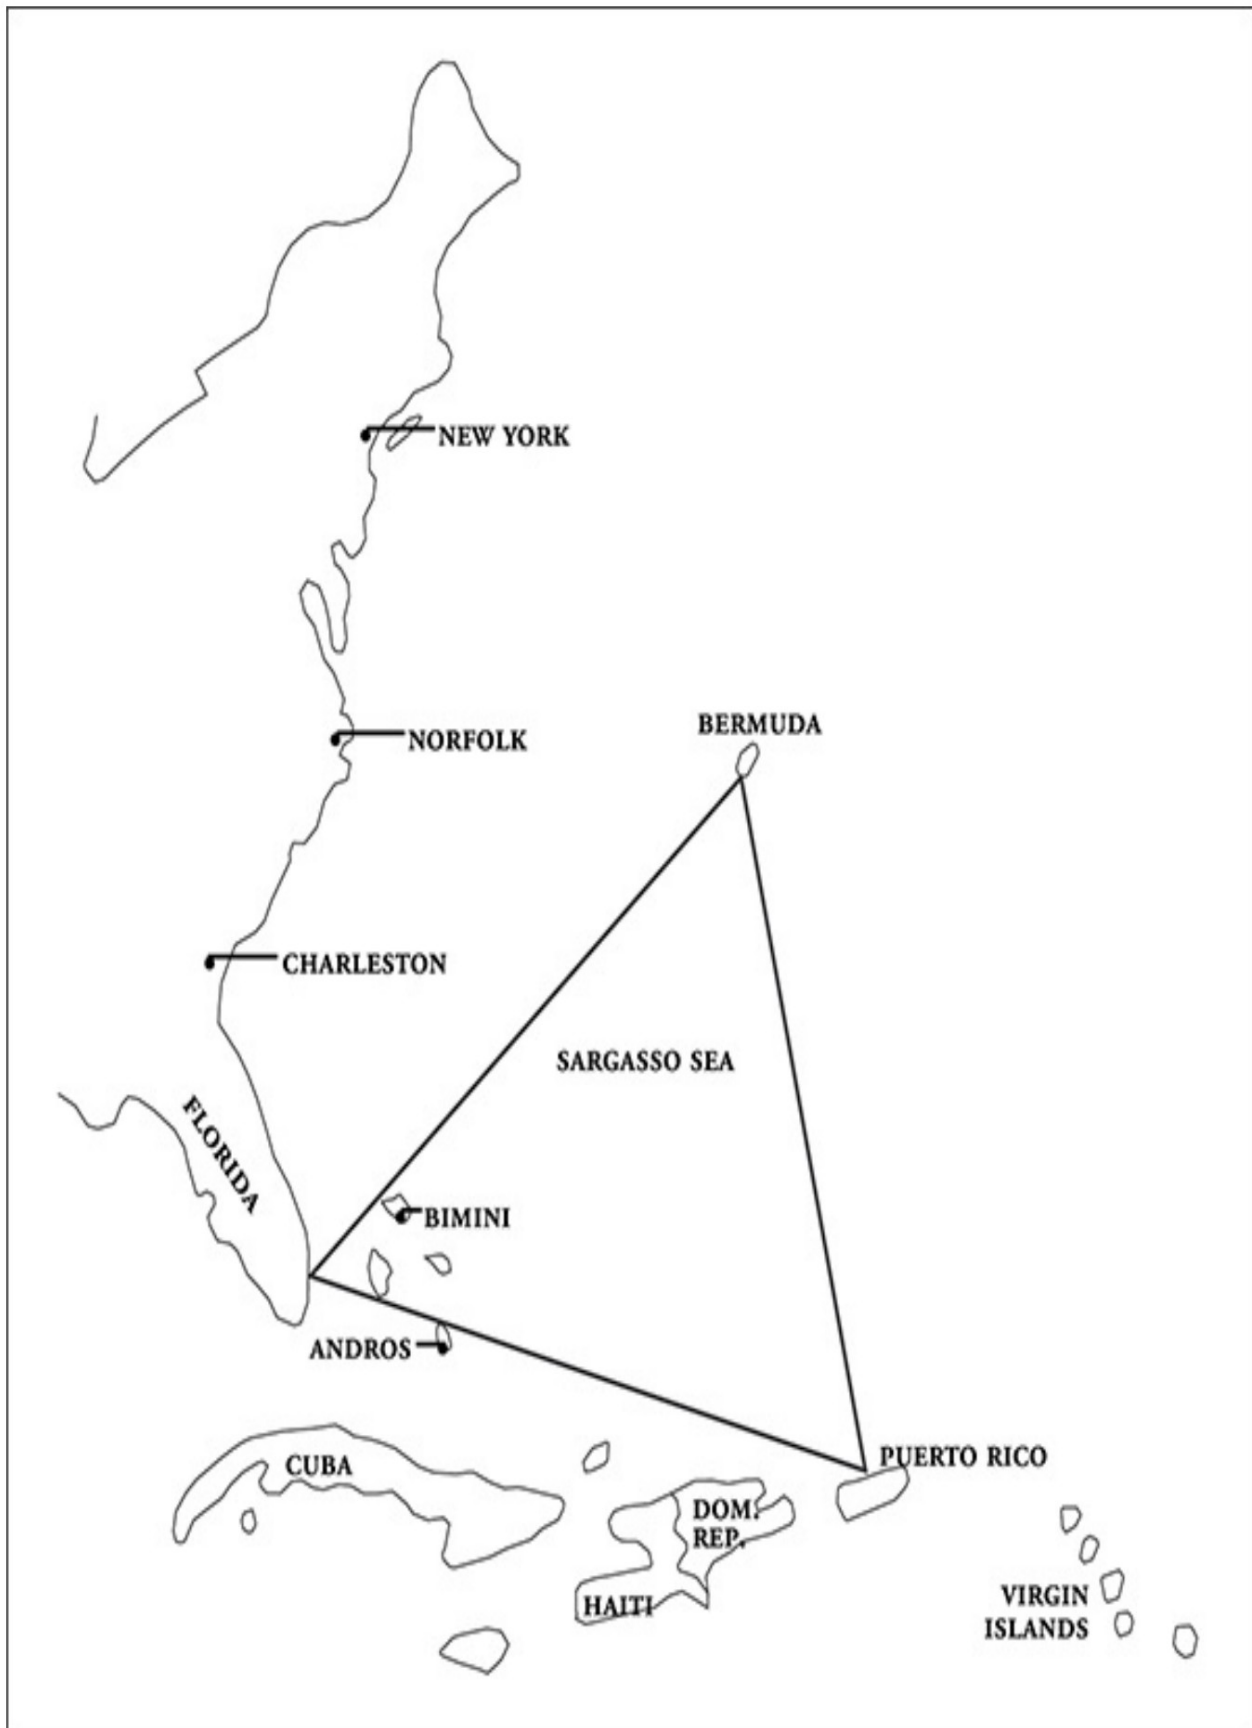 NEW YORK
BERMUDA
NORFOLK
CHARLESTON
SARGASSO SEA
FLORIDA
BIMINI
ANDROS
PUERTO RICO
CUBA
DOM.
REP.
HAITI
VIRGIN
ISLANDS